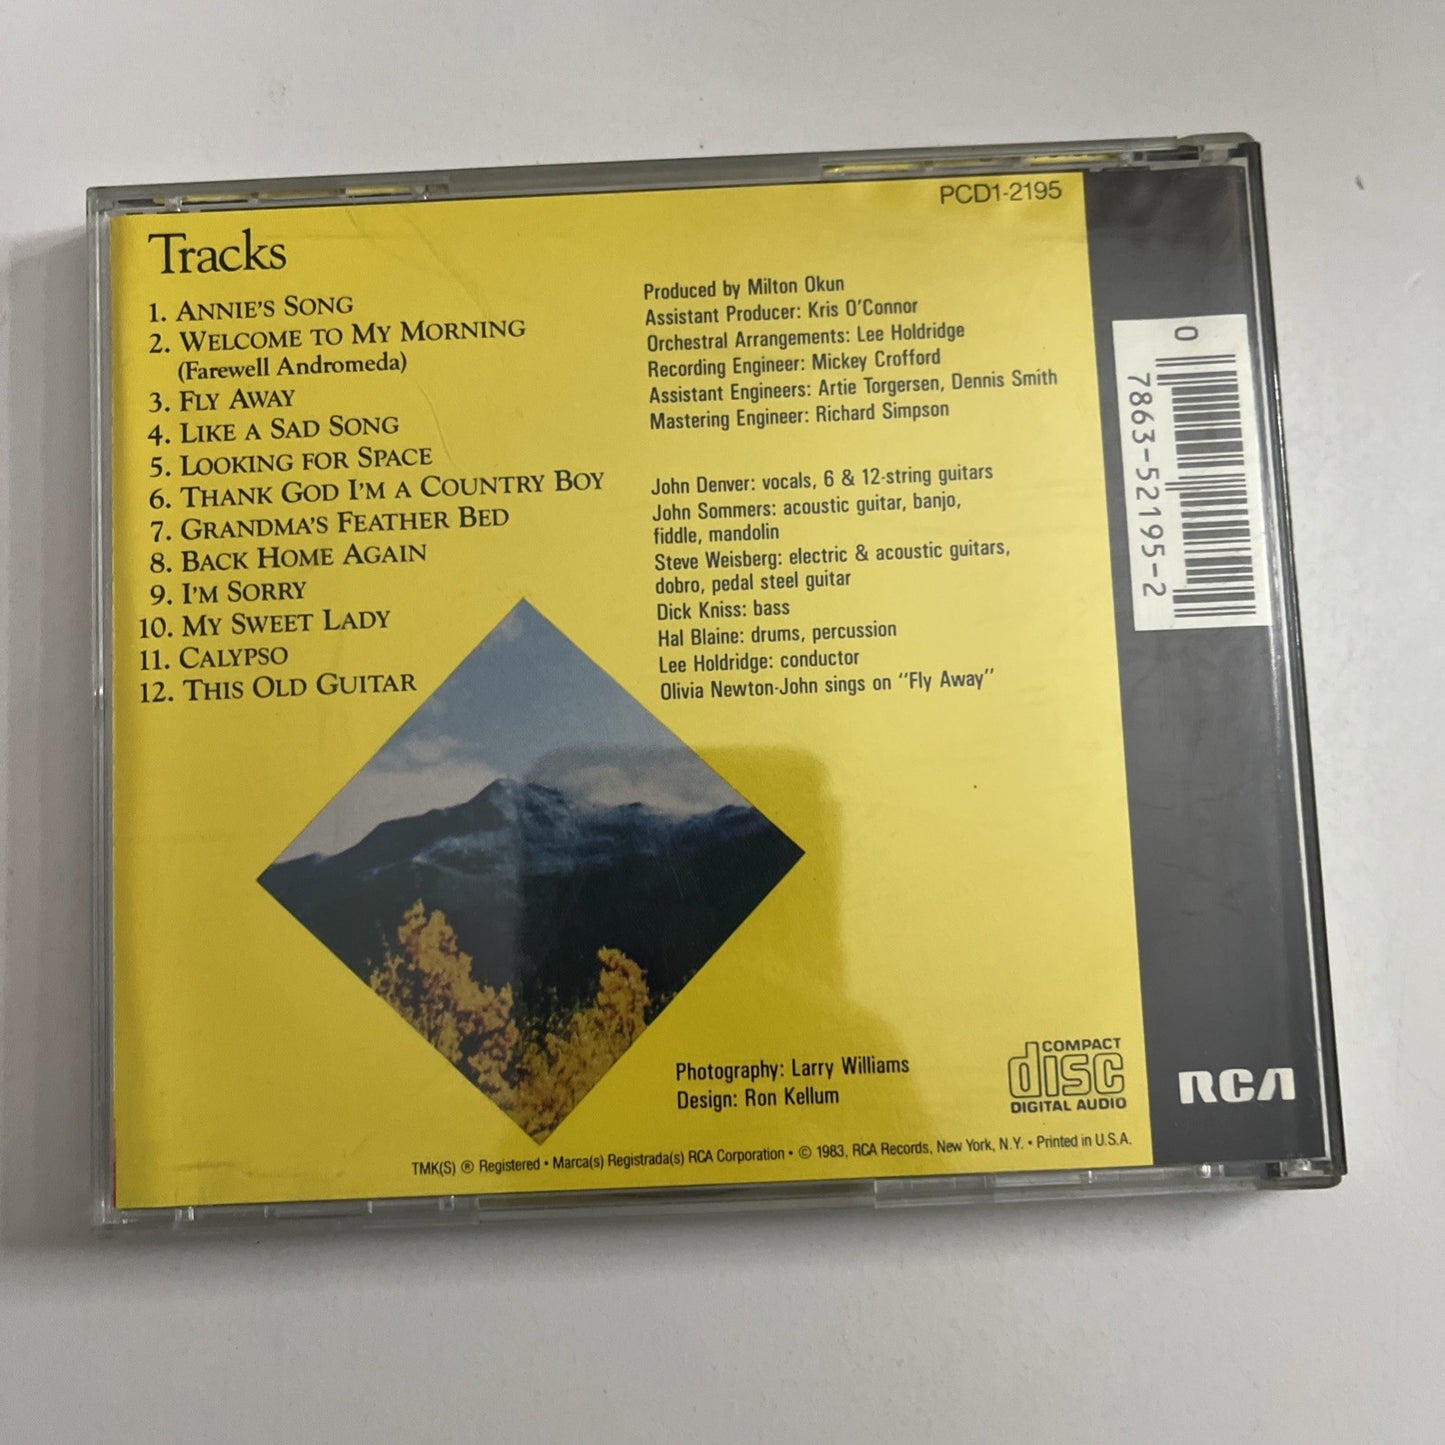 PCD1-2195
Tracks
1. ANNIE'S SONG
2. WELCOME TO MY MORNING
(Farewell Andromeda)
3. FLY AWAY
4. LIKE A SAD SONG
5. LOOKING FOR SPACE
6. THANK GOD I'M A COUNTRY BOY
7. GRANDMA'S FEATHER BED
8. BACK HOME AGAIN
9. I'M SORRY
10. MY SWEET LADY
11. CALYPSO
12. THIS OLD GUITAR
Produced by Milton Okun
Assistant Producer: Kris O'Connor
Orchestral Arrangements: Lee Holdridge
Recording Engineer: Mickey Crofford
Assistant Engineers: Artie Torgersen, Dennis Smith
Mastering Engineer: Richard Simpson
John Denver: vocals, 6 & 12-string guitars
John Sommers: acoustic guitar, banjo,
fiddle, mandolin
Steve Weisberg: electric & acoustic guitars,
dobro, pedal steel guitar
Dick Kniss: bass
Hal Blaine: drums, percussion
Lee Holdridge: conductor
Olivia Newton-John sings on "Fly Away"
0
7863-52195-2
Photography: Larry Williams
Design: Ron Kellum
COMPACT
disc
DIGITAL AUDIO
RCA
TMK(S) ® Registered • Marca(s) Registrada(s) RCA Corporation • © 1983, RCA Records, New York, N.Y. • Printed in U.S.A.